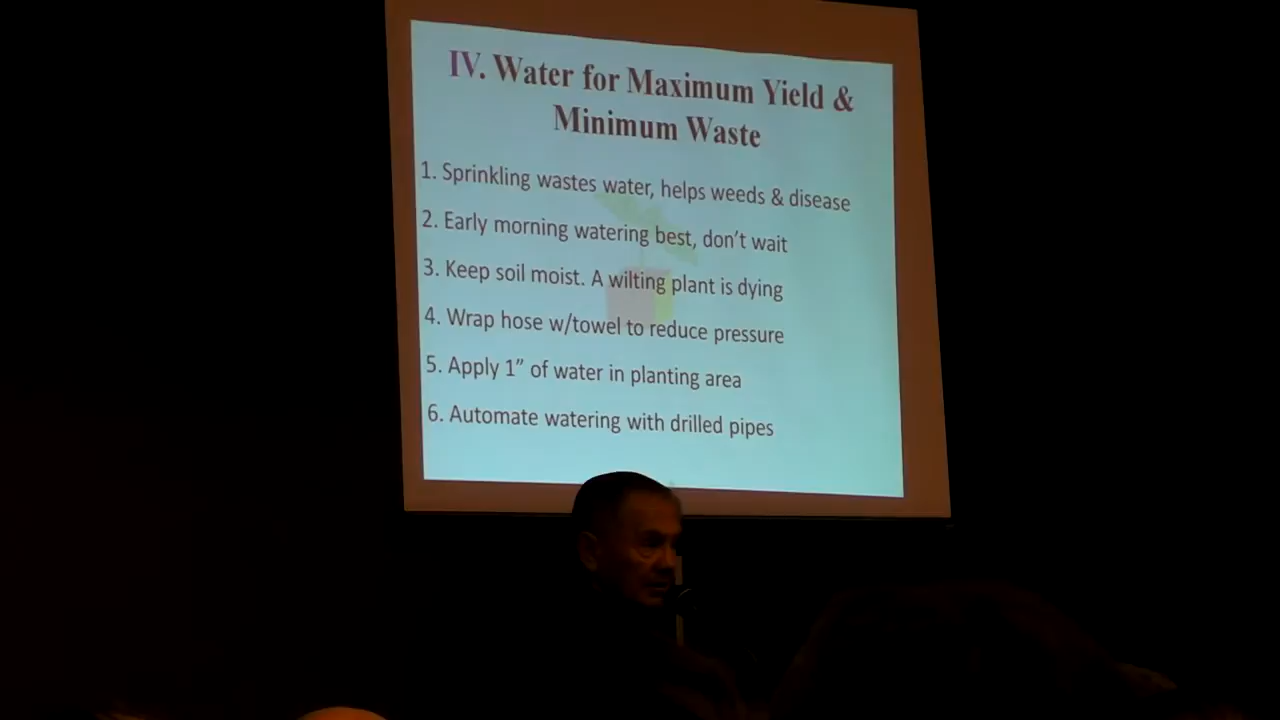 IV. Water for Maximum Yield &
Minimum Waste
1. Sprinkling wastes water, helps weeds & disease
2. Early morning watering best, don’t wait
3. Keep soil moist. A wilting plant is dying
4. Wrap hose w/towel to reduce pressure
5. Apply 1” of water in planting area
6. Automate watering with drilled pipes